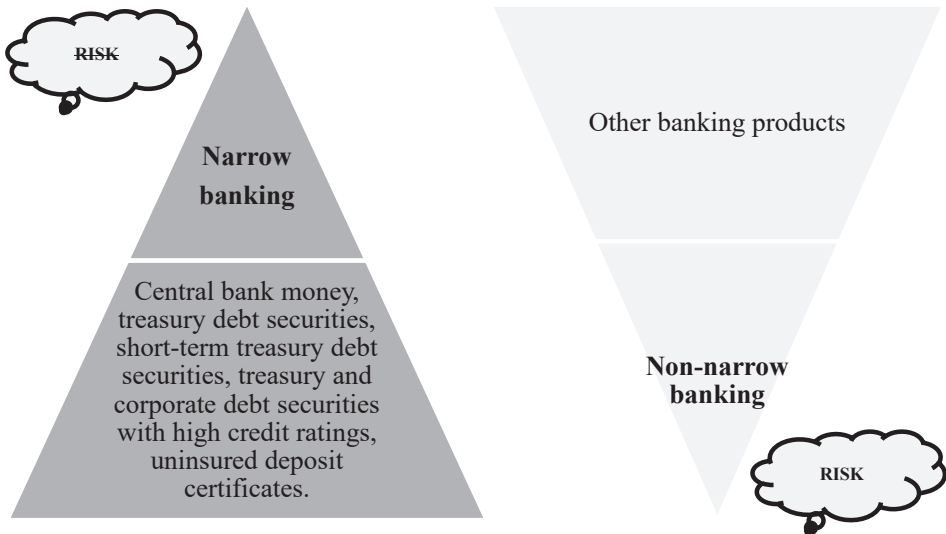 RISK
Narrow
banking
Central bank money,
treasury debt securities,
short-term treasury debt
securities, treasury and
corporate debt securities
with high credit ratings,
uninsured deposit
certificates.
Other banking products
Non-narrow
banking
RISK